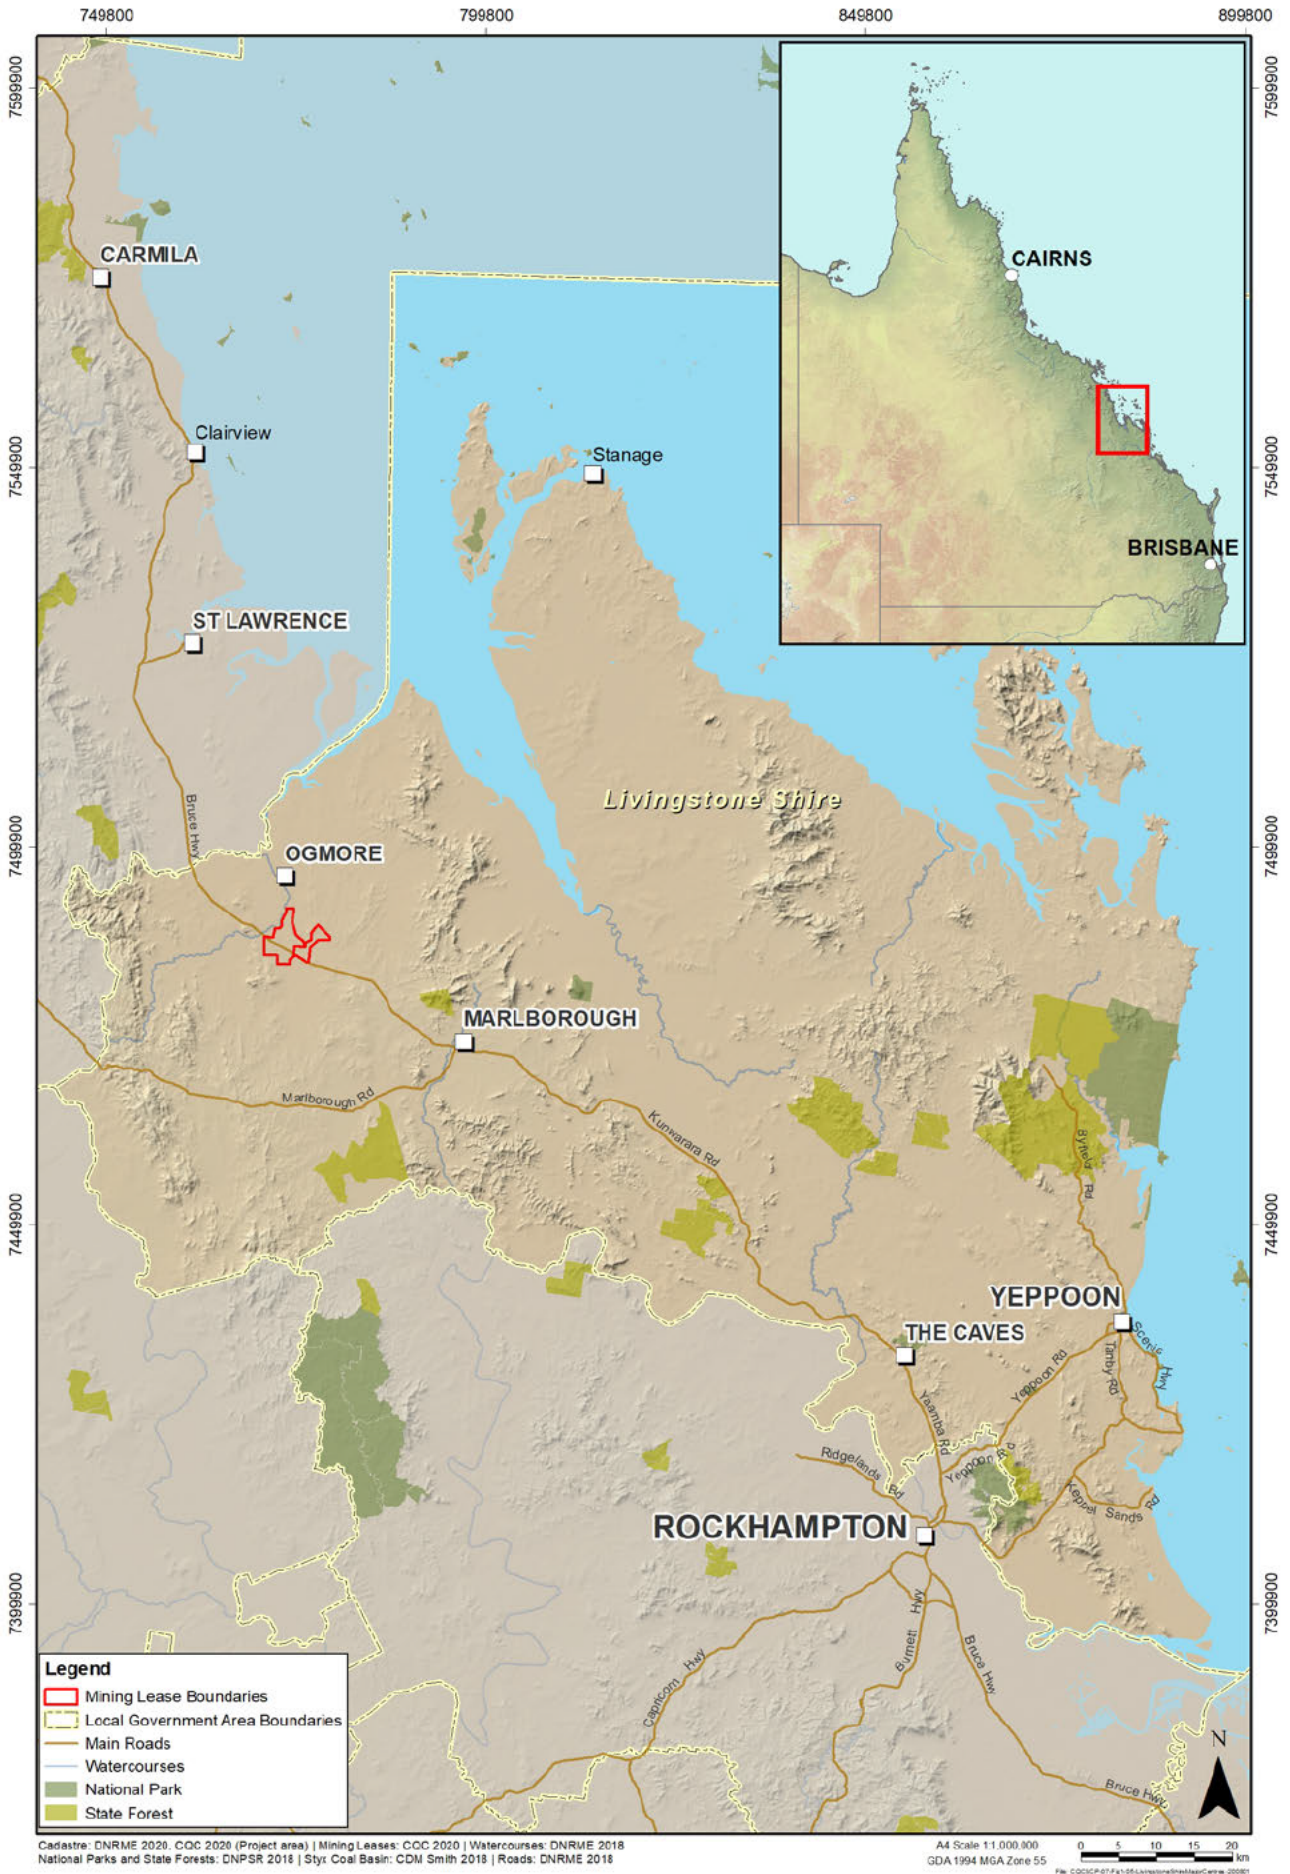 749800 799800 849800 899800
7599900 7599900
CAIRNS
CARMILA
Clairview
Stanage
7549900 7549900
BRISBANE
ST LAWRENCE
Livingstone Shire
Bruce Hwy
7499900 7499900
OGMORE
MARLBOROUGH
Marlborough Rd
Kunwarara Rd
Byfield Rd
7449900 7449900
YEPPOON
THE CAVES
Scenic Hwy
Tanby Rd
Yeppoon Rd
Yaamba Rd
Ridgelands Rd
Yeppoon Rd
Keppel Sands Rd
ROCKHAMPTON
7399900 7399900
Burnett Hwy
Bruce Hwy
Capricorn Hwy
Bruce Hwy
Legend
Mining Lease Boundaries
Local Government Area Boundaries
Main Roads
Watercourses
National Park
State Forest
N
Cadastre: DNRME 2020, CQC 2020 (Project area) | Mining Leases: CQC 2020 | Watercourses: DNRME 2018
National Parks and State Forests: DNPSR 2018 | Styx Coal Basin: CDM Smith 2018 | Roads: DNRME 2018
A4 Scale 1:1,000,000
GDA 1994 MGA Zone 55
0 5 10 15 20
km